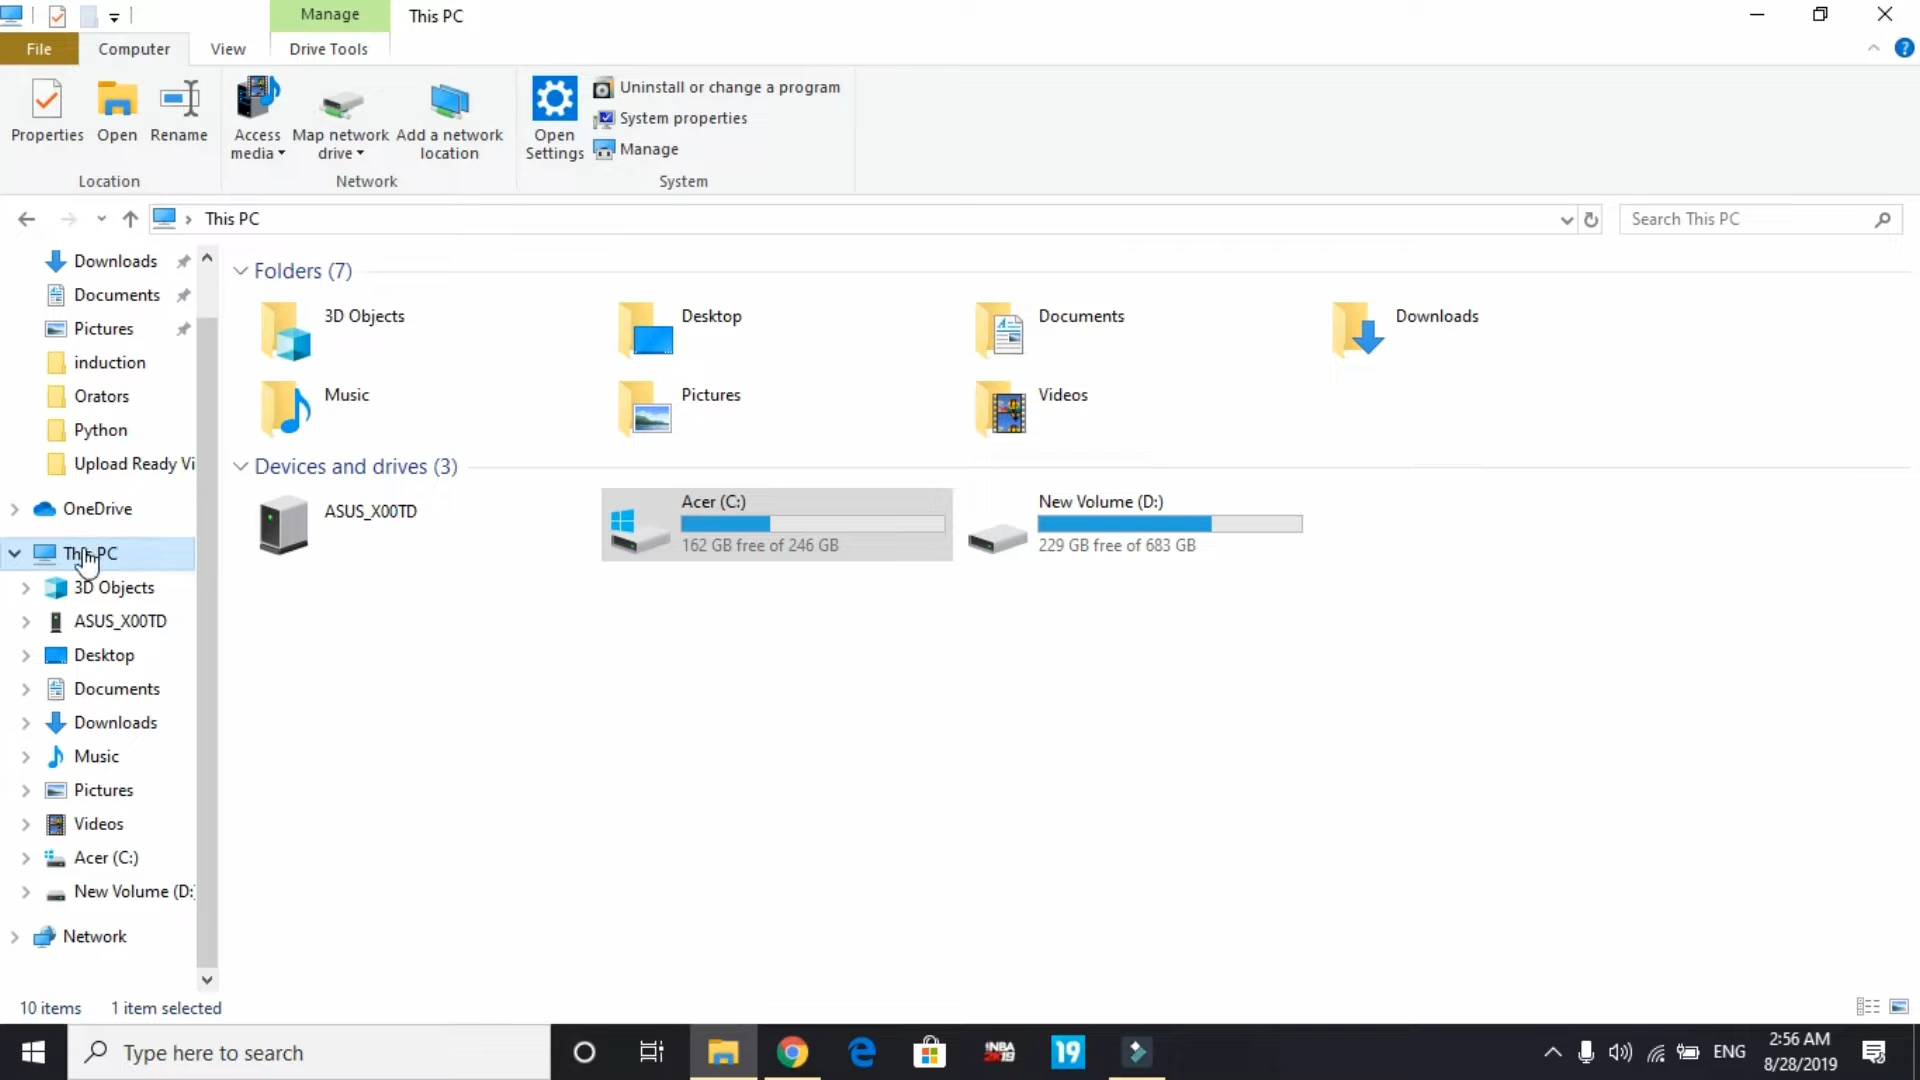 Manage
This PC
File
Computer
View
Drive Tools
Properties
Open
Rename
Access media
Map network drive
Add a network location
Open Settings
Uninstall or change a program
System properties
Manage
Location
Network
System
This PC
Search This PC
Downloads
Documents
Pictures
induction
Orators
Python
Upload Ready Vi
OneDrive
This PC
3D Objects
ASUS_X00TD
Desktop
Documents
Downloads
Music
Pictures
Videos
Acer (C:)
New Volume (D:)
Network
Folders (7)
3D Objects
Desktop
Documents
Downloads
Music
Pictures
Videos
Devices and drives (3)
ASUS_X00TD
Acer (C:)
162 GB free of 246 GB
New Volume (D:)
229 GB free of 683 GB
10 items 1 item selected
Type here to search
NBA 2K19
19
ENG
2:56 AM
8/28/2019